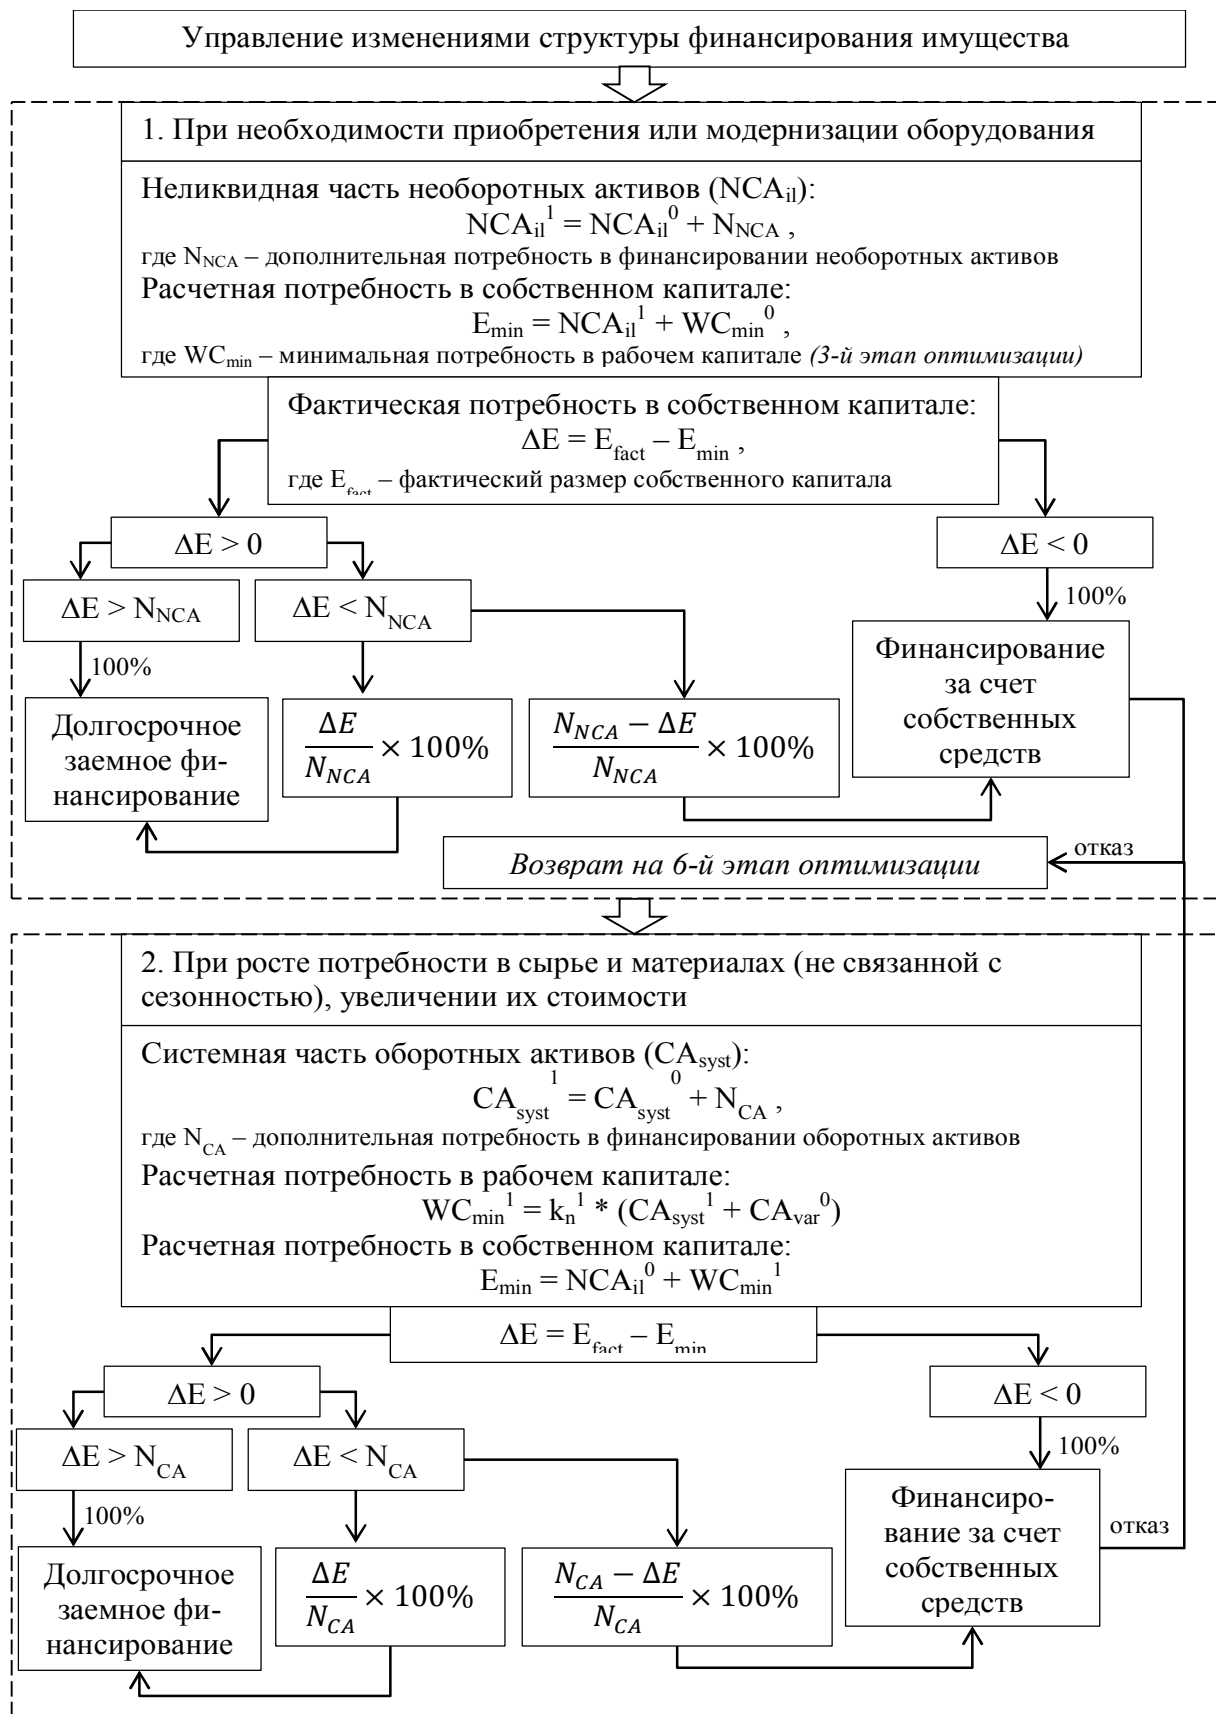 Управление изменениями структуры финансирования имущества
1. При необходимости приобретения или модернизации оборудования
Неликвидная часть необоротных активов (NCA_il):
NCA_il^1 = NCA_il^0 + N_NCA ,
где N_NCA – дополнительная потребность в финансировании необоротных активов
Расчетная потребность в собственном капитале:
E_min = NCA_il^1 + WC_min^0 ,
где WC_min – минимальная потребность в рабочем капитале (3-й этап оптимизации)
Фактическая потребность в собственном капитале:
ΔE = E_fact – E_min ,
где E_fact – фактический размер собственного капитала
ΔE > 0
ΔE < 0
ΔE > N_NCA
ΔE < N_NCA
100%
100%
Долгосрочное
заемное фи-
нансирование
ΔE / N_NCA × 100%
N_NCA − ΔE / N_NCA × 100%
Финансирование
за счет
собственных
средств
отказ
Возврат на 6-й этап оптимизации
2. При росте потребности в сырье и материалах (не связанной с
сезонностью), увеличении их стоимости
Системная часть оборотных активов (CA_syst):
CA_syst^1 = CA_syst^0 + N_CA ,
где N_CA – дополнительная потребность в финансировании оборотных активов
Расчетная потребность в рабочем капитале:
WC_min^1 = k_n^1 * (CA_syst^1 + CA_var^0)
Расчетная потребность в собственном капитале:
E_min = NCA_il^0 + WC_min^1
ΔE = E_fact – E_min
ΔE > 0
ΔE < 0
ΔE > N_CA
ΔE < N_CA
100%
100%
Долгосрочное
заемное фи-
нансирование
ΔE / N_CA × 100%
N_CA − ΔE / N_CA × 100%
Финансиро-
вание за счет
собственных
средств
отказ